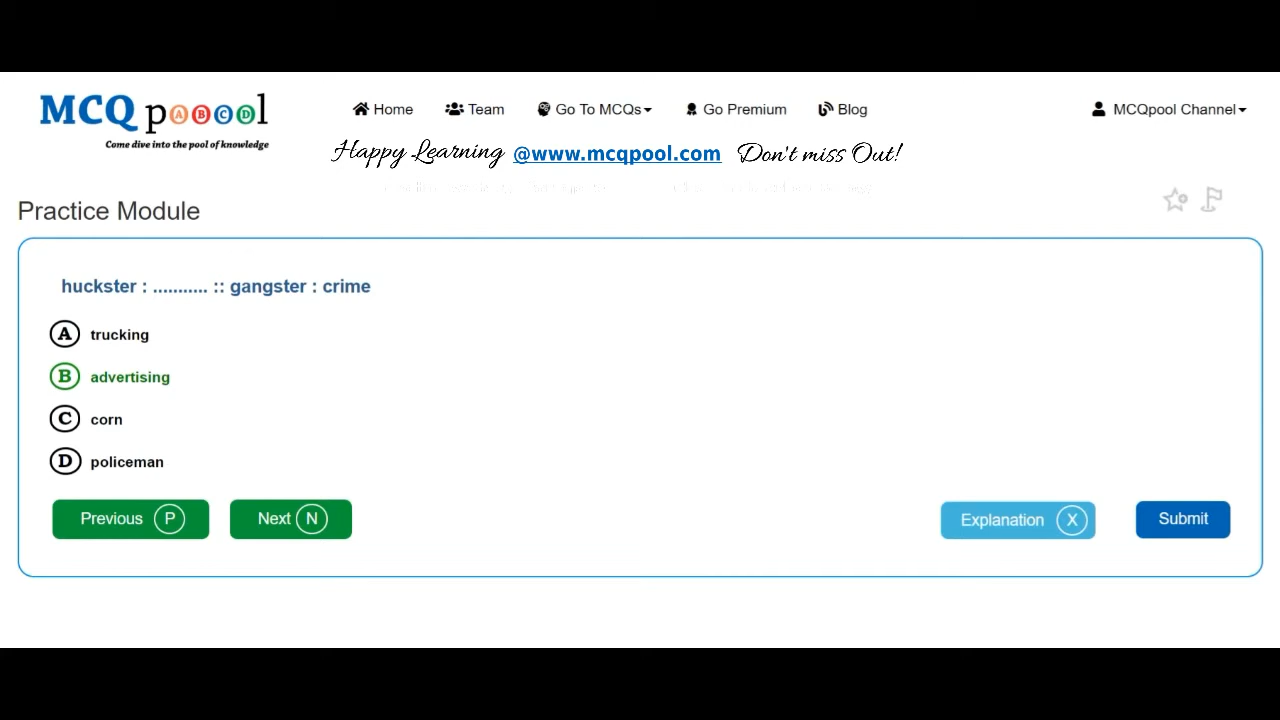 MCQ pooool
Come dive into the pool of knowledge
Home Team Go To MCQs Go Premium Blog MCQpool Channel
Happy Learning @www.mcqpool.com Don't miss Out!
Practice Module
huckster : ........... :: gangster : crime
A trucking
B advertising
C corn
D policeman
Previous P Next N Explanation X Submit